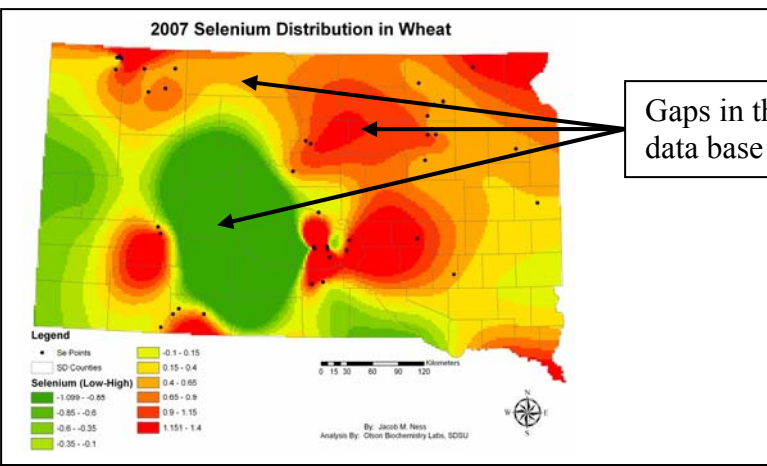 2007 Selenium Distribution in Wheat
Gaps in th
data base
Legend
Se Points
SD Counties
Selenium (Low-High)
-1.099 - -0.85
-0.85 - -0.6
-0.6 - -0.35
-0.35 - -0.1
-0.1 - 0.15
0.15 - 0.4
0.4 - 0.65
0.65 - 0.9
0.9 - 1.15
1.151 - 1.4
Kilometers
0 15 30 60 90 120
By: Jacob M. Ness
Analysis By: Olson Biochemistry Labs, SDSU
N
W E
S